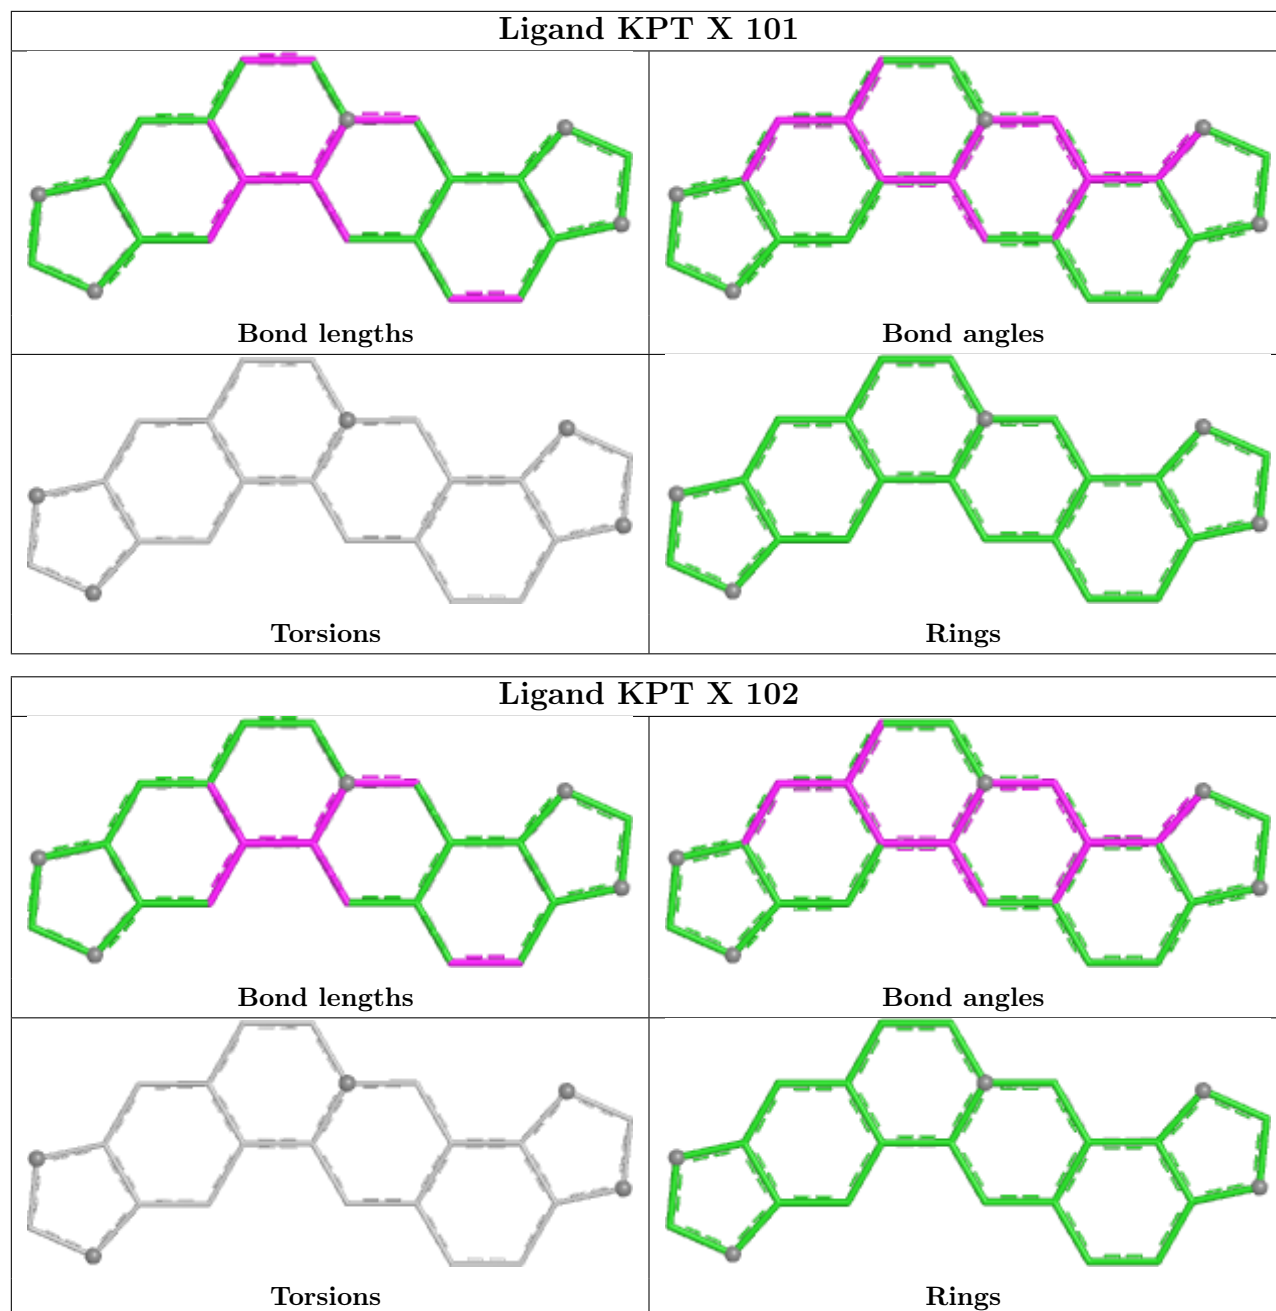 Ligand KPT X 101
Bond lengths
Bond angles
Torsions
Rings
Ligand KPT X 102
Bond lengths
Bond angles
Torsions
Rings